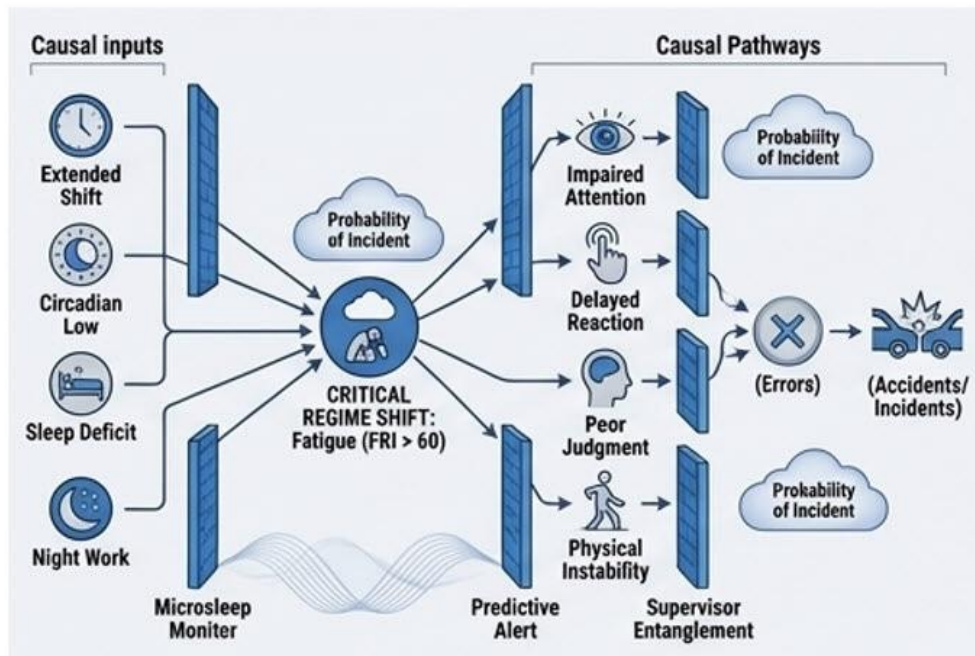 Causal inputs
Causal Pathways
Extended
Shift
Circadian
Low
Sleep Deficit
Night Work
Microsleep
Moniter
Prohability
of Incident
CRITICAL
REGIME SHIFT:
Fatigue (FRI > 60)
Predictive
Alert
Impaired
Attention
Delayed
Reaction
Peor
Judgment
Physical
Instability
Supervisor
Entanglement
Probability
of Incident
(Errors)
(Accidents/
Incidents)
Prokability
of Incident